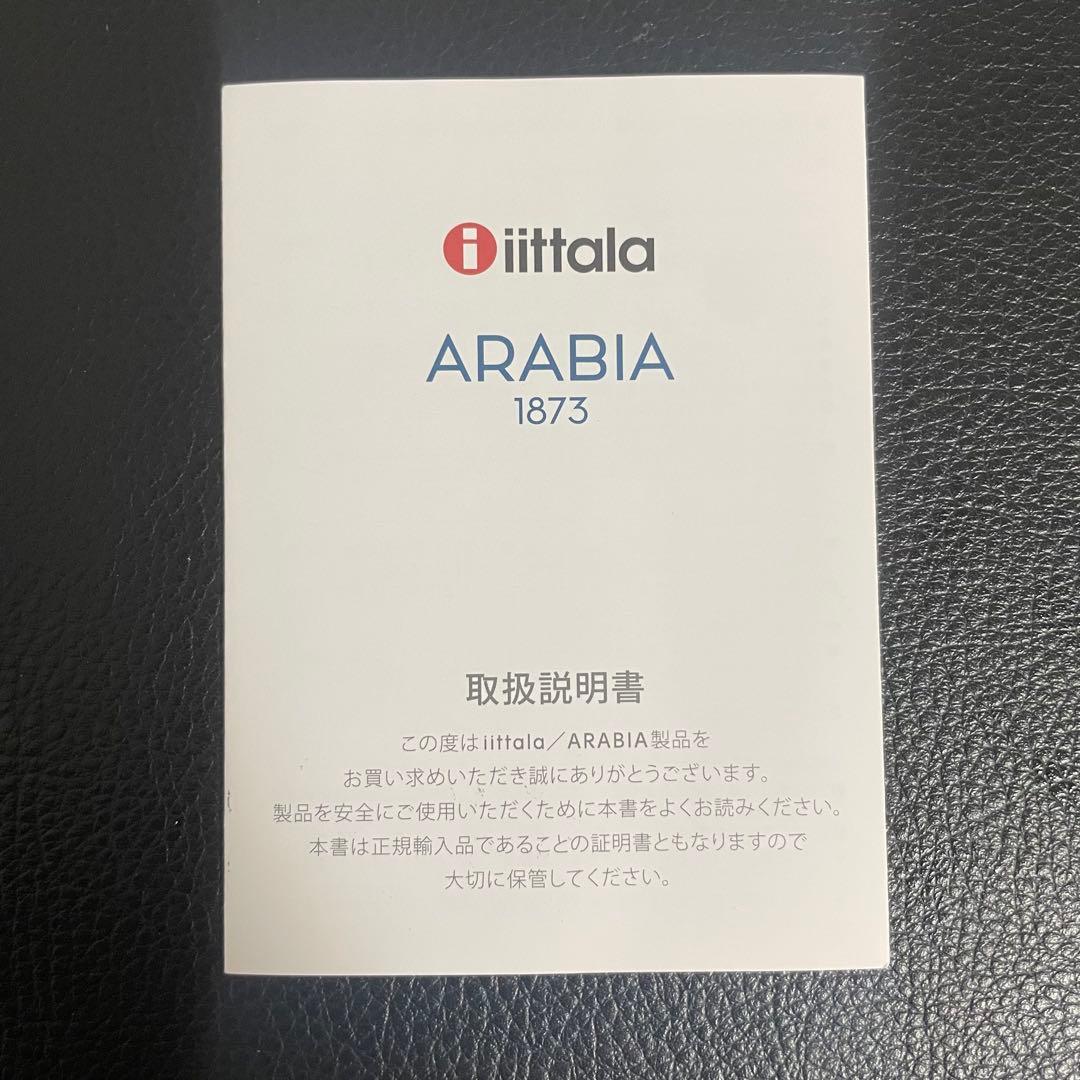 iittala
ARABIA
1873
取扱説明書
この度はiittala／ARABIA製品を
お買い求めいただき誠にありがとうございます。
製品を安全にご使用いただくために本書をよくお読みください。
本書は正規輸入品であることの証明書ともなりますので
大切に保管してください。